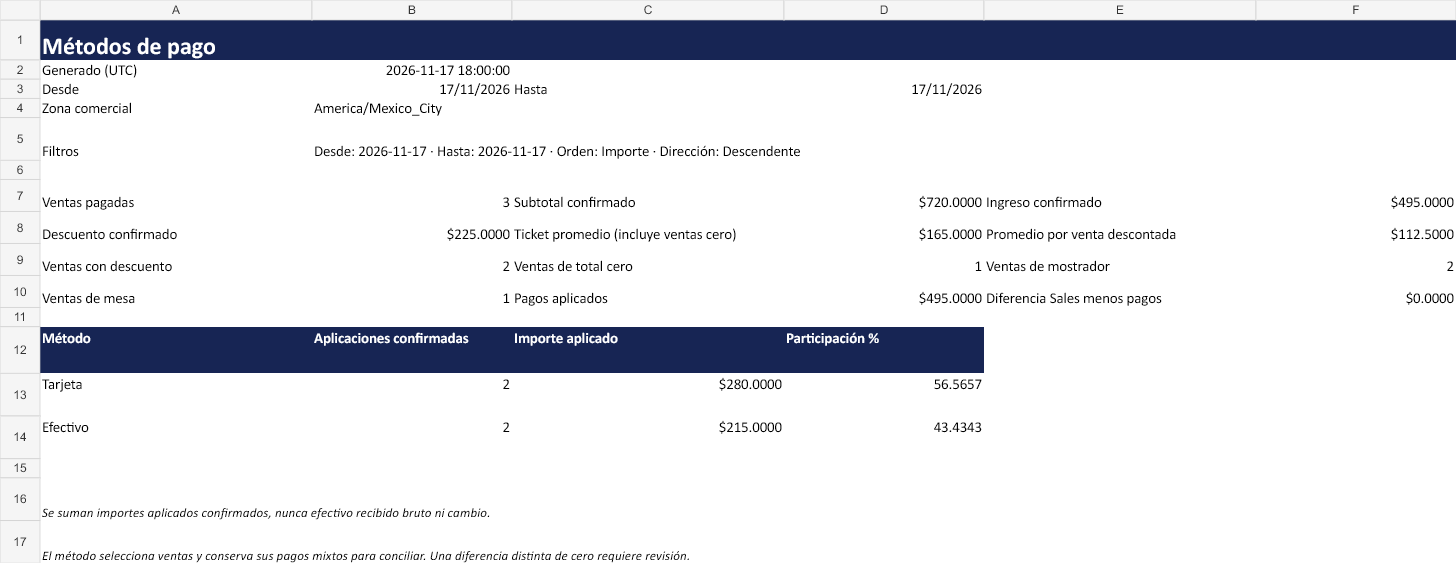 A B C D E F
1 Métodos de pago
2 Generado (UTC) 2026-11-17 18:00:00
3 Desde 17/11/2026 Hasta 17/11/2026
4 Zona comercial America/Mexico_City
5 Filtros Desde: 2026-11-17 · Hasta: 2026-11-17 · Orden: Importe · Dirección: Descendente
6
7 Ventas pagadas 3 Subtotal confirmado $720.0000 Ingreso confirmado $495.0000
8 Descuento confirmado $225.0000 Ticket promedio (incluye ventas cero) $165.0000 Promedio por venta descontada $112.5000
9 Ventas con descuento 2 Ventas de total cero 1 Ventas de mostrador 2
10 Ventas de mesa 1 Pagos aplicados $495.0000 Diferencia Sales menos pagos $0.0000
11
12 Método Aplicaciones confirmadas Importe aplicado Participación %
13 Tarjeta 2 $280.0000 56.5657
14 Efectivo 2 $215.0000 43.4343
15
16 Se suman importes aplicados confirmados, nunca efectivo recibido bruto ni cambio.
17 El método selecciona ventas y conserva sus pagos mixtos para conciliar. Una diferencia distinta de cero requiere revisión.